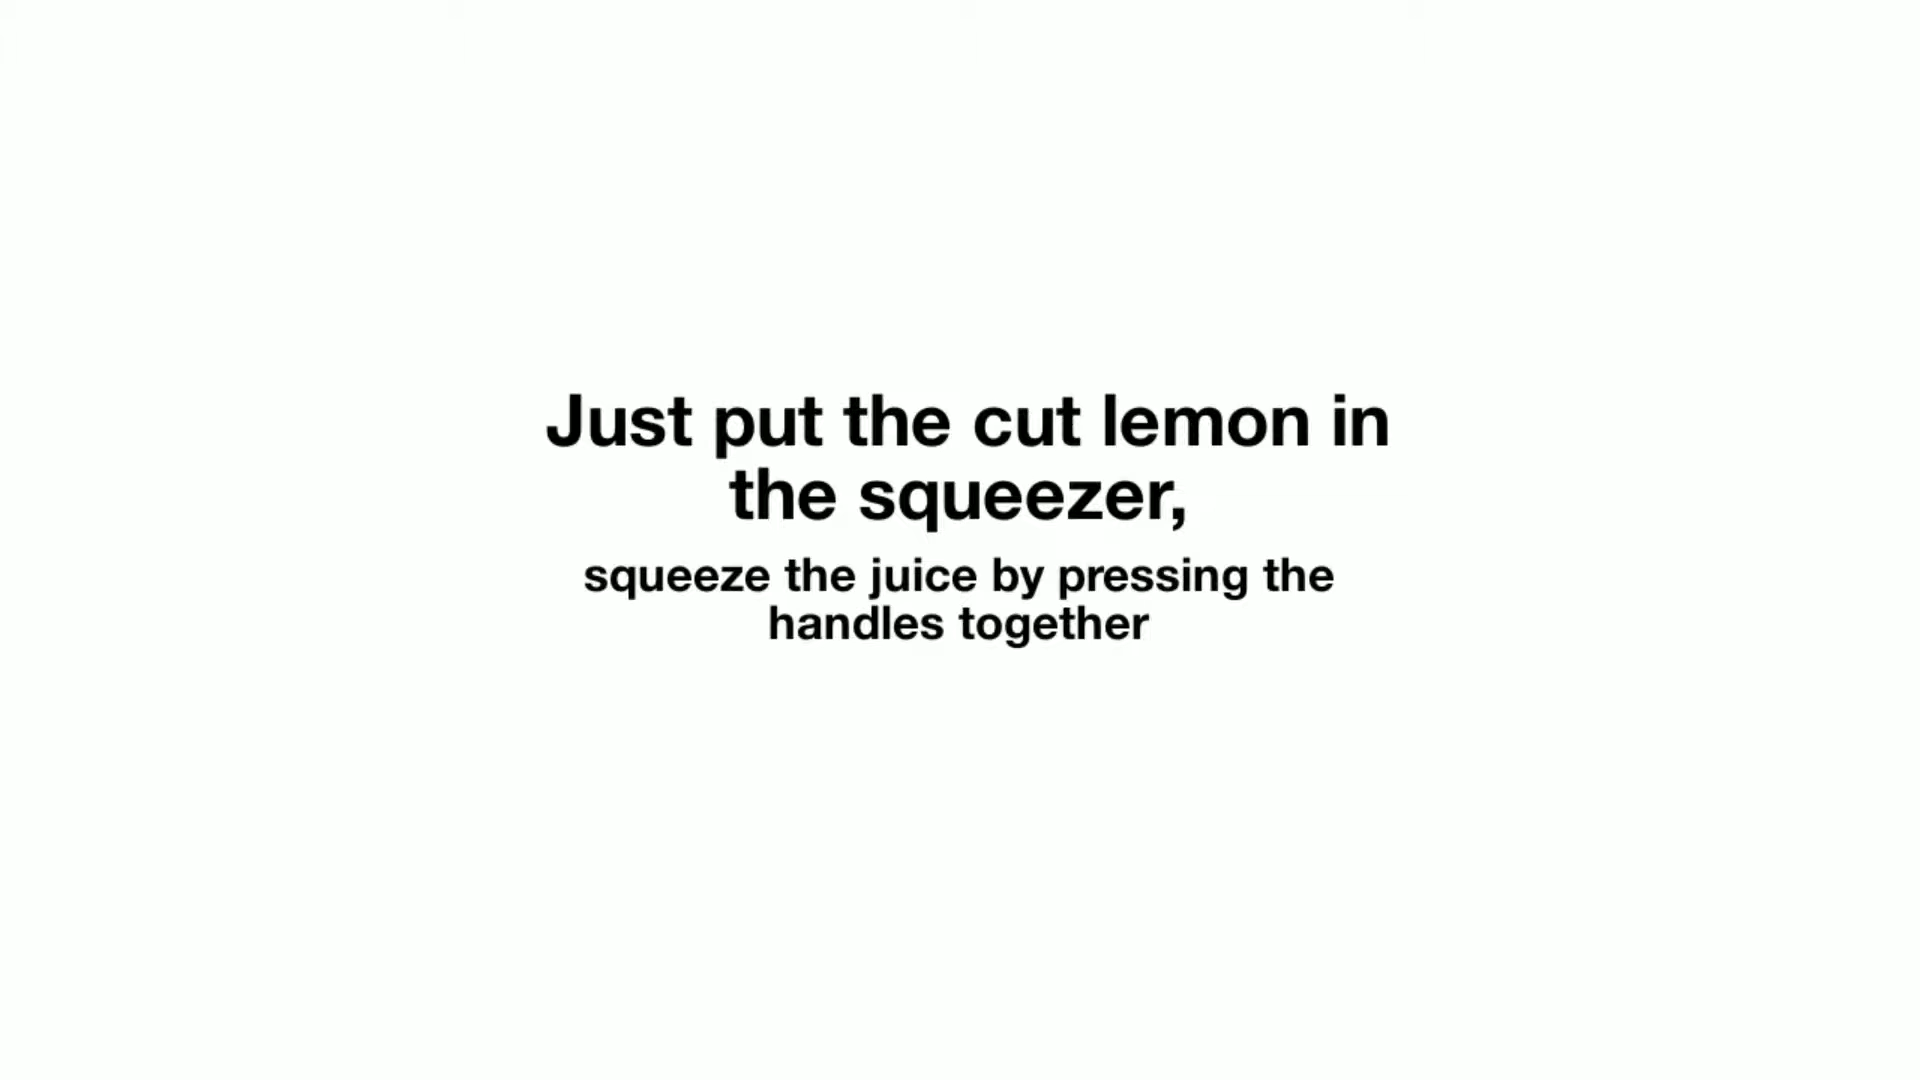 Just put the cut lemon in
the squeezer,
squeeze the juice by pressing the
handles together